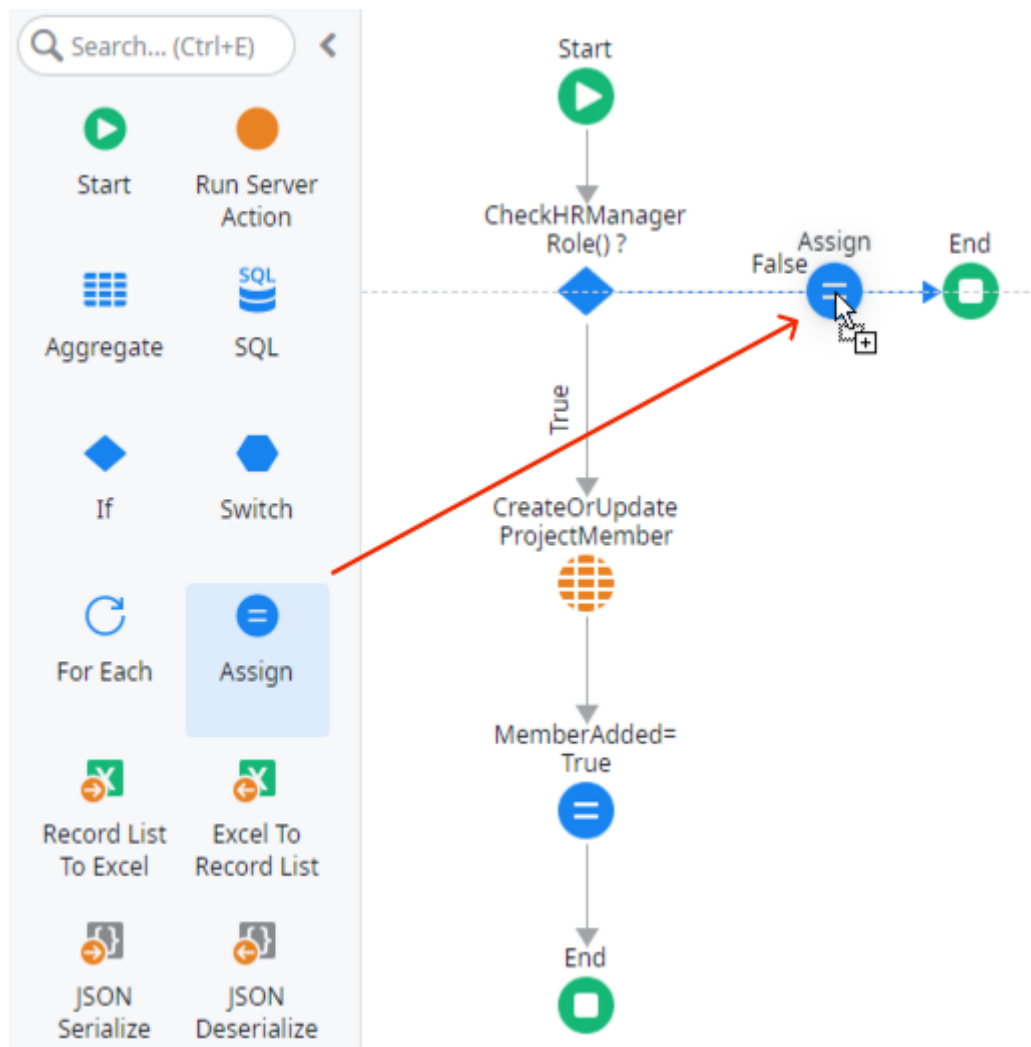 Search... (Ctrl+E)
Start
Run Server
Action
Aggregate
SQL
SQL
If
Switch
For Each
Assign
Record List
To Excel
Excel To
Record List
JSON
Serialize
JSON
Deserialize
Start
CheckHRManager
Role() ?
False
Assign
End
True
CreateOrUpdate
ProjectMember
MemberAdded=
True
End